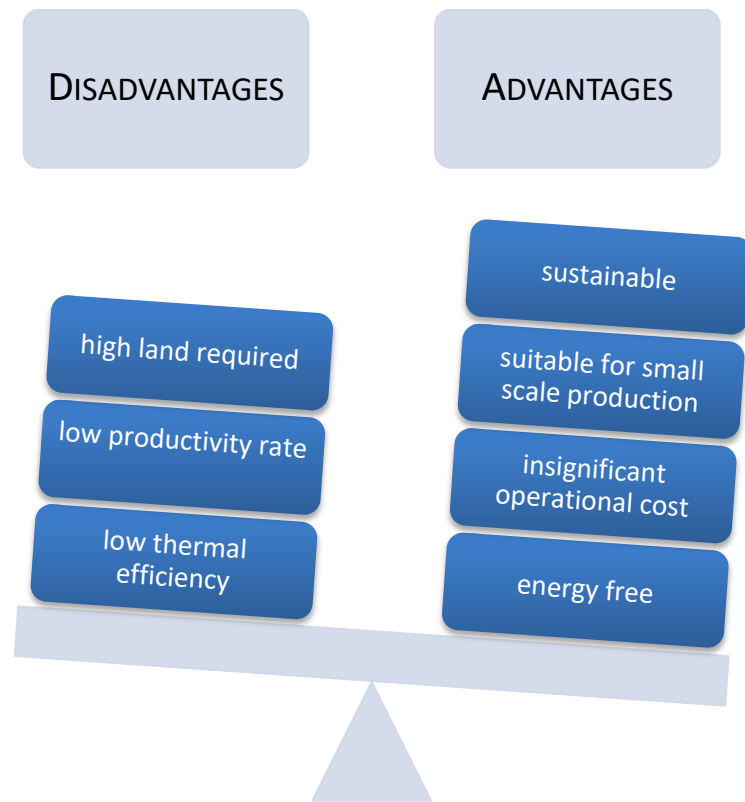 DISADVANTAGES
ADVANTAGES
high land required
low productivity rate
low thermal
efficiency
sustainable
suitable for small
scale production
insignificant
operational cost
energy free